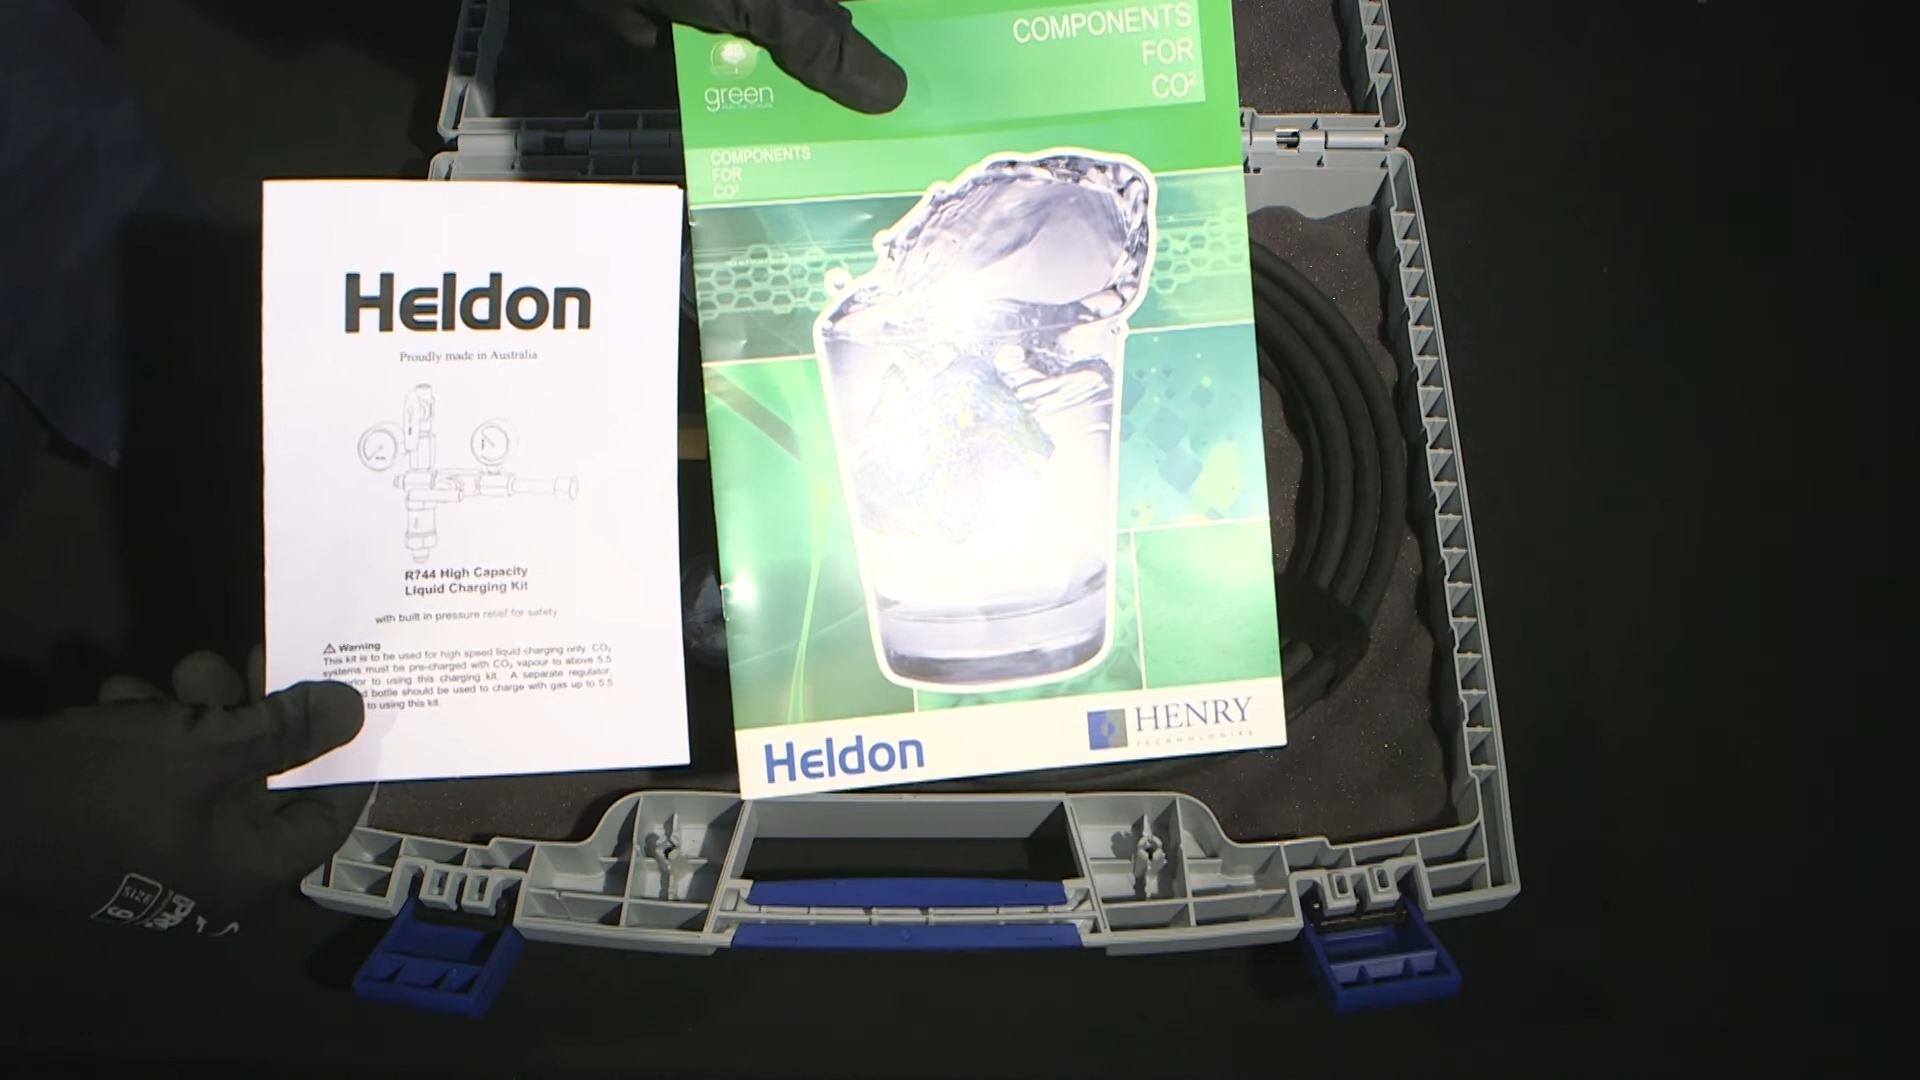 Heldon
Proudly made in Australia
R744 High Capacity
Liquid Charging Kit
with built in pressure relief for safety
⚠ Warning
This kit is to be used for high speed liquid charging only. CO₂
systems must be pre-charged with CO₂ vapour to above 5.5
prior to using this charging kit. A separate regulator,
bottle should be used to charge with gas up to 5.5
to using this kit.
green
COMPONENTS
FOR
CO²
COMPONENTS
FOR
CO²
Heldon
HENRY
TECHNOLOGIES
SIZE
9